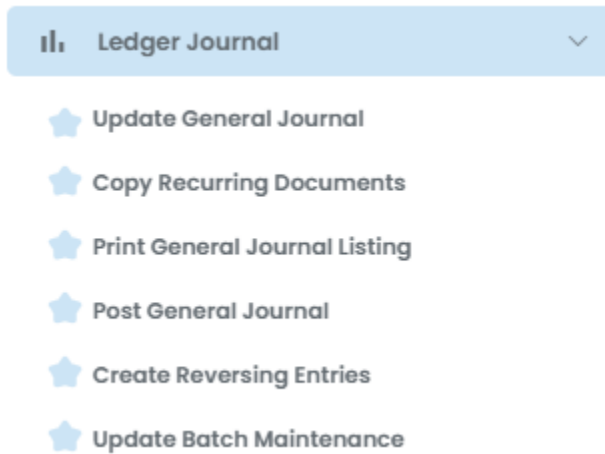 Ledger Journal
Update General Journal
Copy Recurring Documents
Print General Journal Listing
Post General Journal
Create Reversing Entries
Update Batch Maintenance